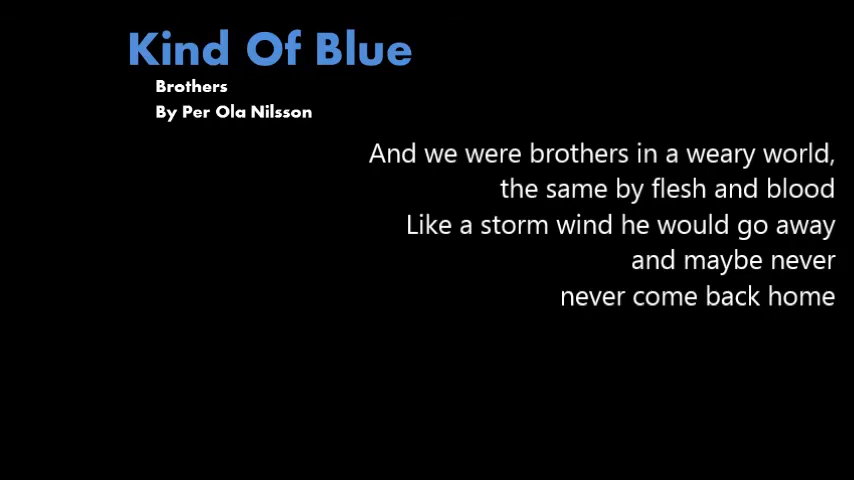 Kind Of Blue
Brothers
By Per Ola Nilsson
And we were brothers in a weary world,
the same by flesh and blood
Like a storm wind he would go away
and maybe never
never come back home